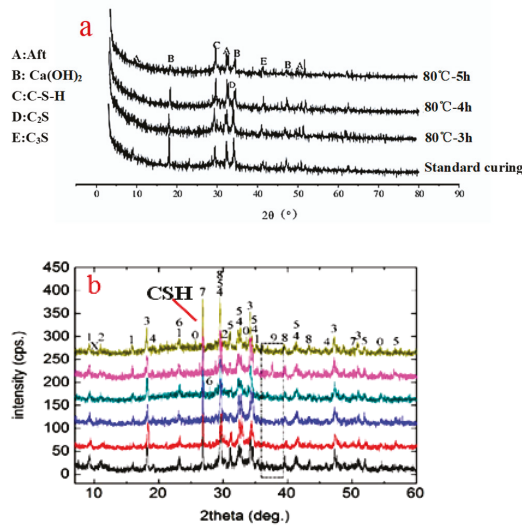 a
A:Aft
B: Ca(OH)2
C:C-S-H
D:C2S
E:C3S
A B C A B D E B A
80℃-5h
80℃-4h
80℃-3h
Standard curing
0 10 20 30 40 50 60 70 80 90
2θ (°)
b
CSH
intensity (cps.)
450
400
350
300
250
200
150
100
50
0
10 20 30 40 50 60
2theta (deg.)